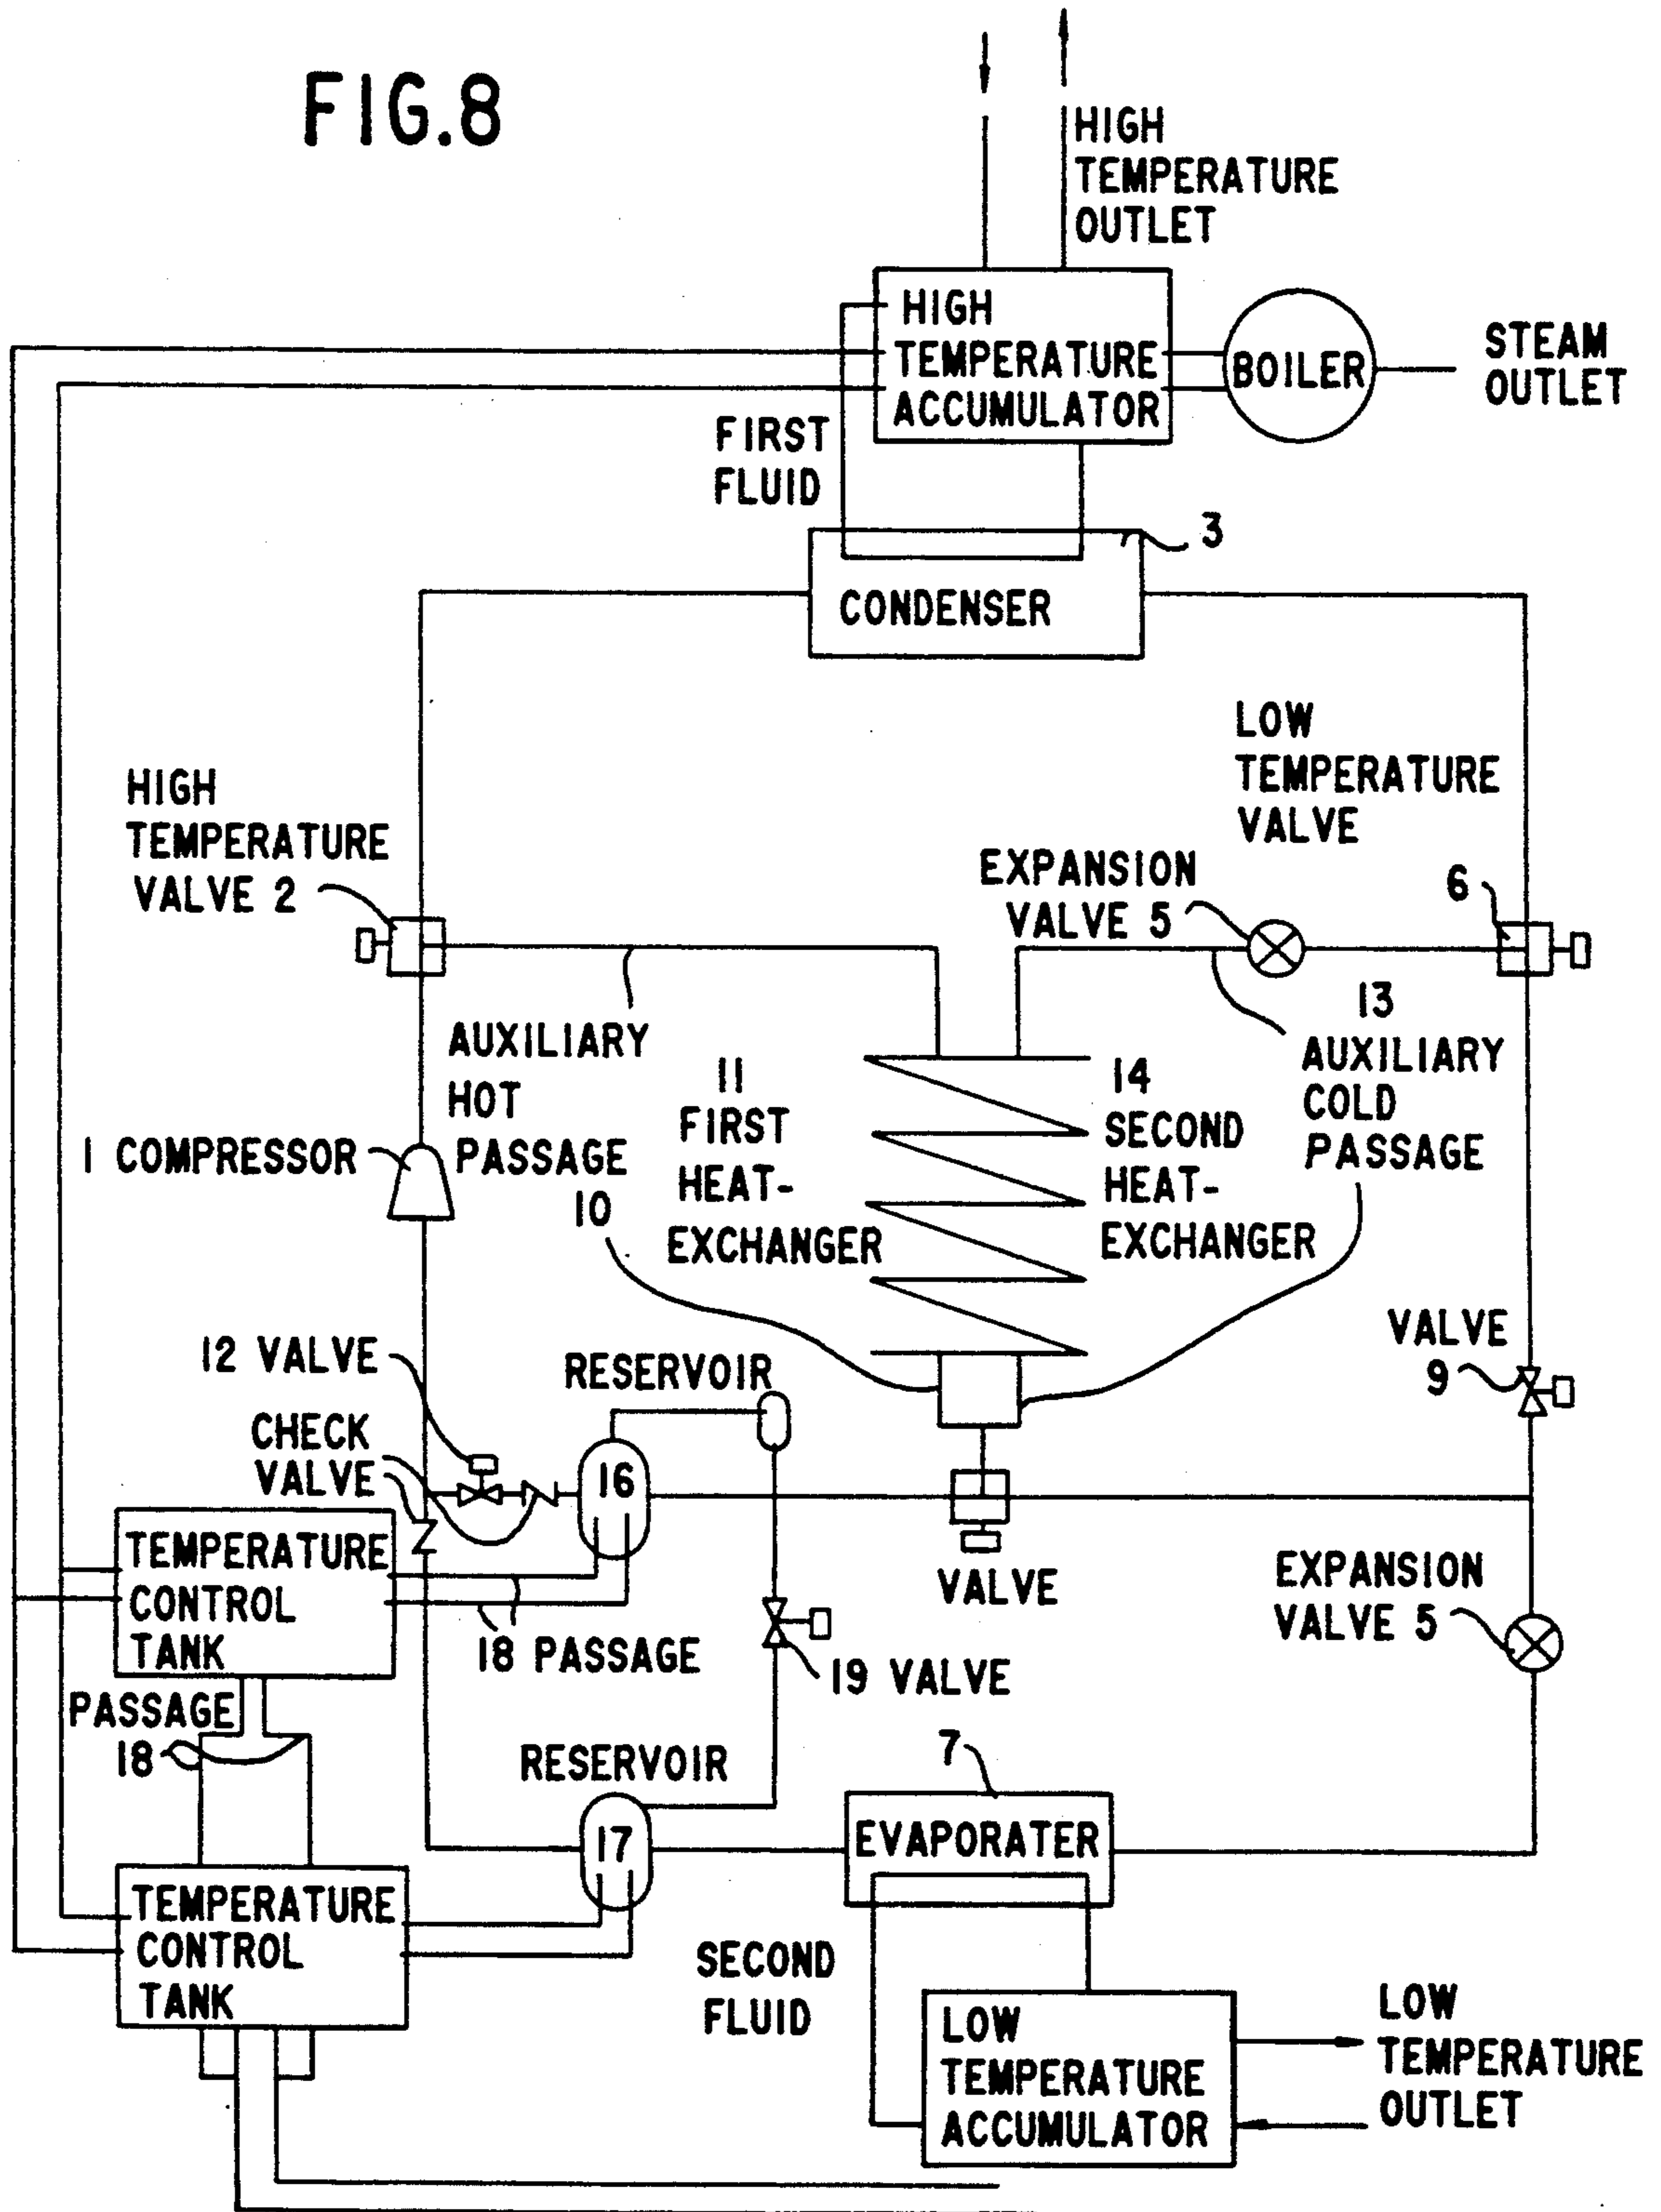 FIG.8
HIGH
TEMPERATURE
OUTLET
HIGH
TEMPERATURE
ACCUMULATOR
BOILER
STEAM
OUTLET
FIRST
FLUID
3
CONDENSER
LOW
TEMPERATURE
VALVE
6
HIGH
TEMPERATURE
VALVE 2
EXPANSION
VALVE 5
13
AUXILIARY
COLD
PASSAGE
AUXILIARY
HOT
PASSAGE
10
11
FIRST
HEAT-
EXCHANGER
14
SECOND
HEAT-
EXCHANGER
1 COMPRESSOR
VALVE
9
12 VALVE
RESERVOIR
CHECK
VALVE
16
TEMPERATURE
CONTROL
TANK
18 PASSAGE
VALVE
EXPANSION
VALVE 5
19 VALVE
PASSAGE
18
RESERVOIR
17
7
EVAPORATER
TEMPERATURE
CONTROL
TANK
SECOND
FLUID
LOW
TEMPERATURE
ACCUMULATOR
LOW
TEMPERATURE
OUTLET